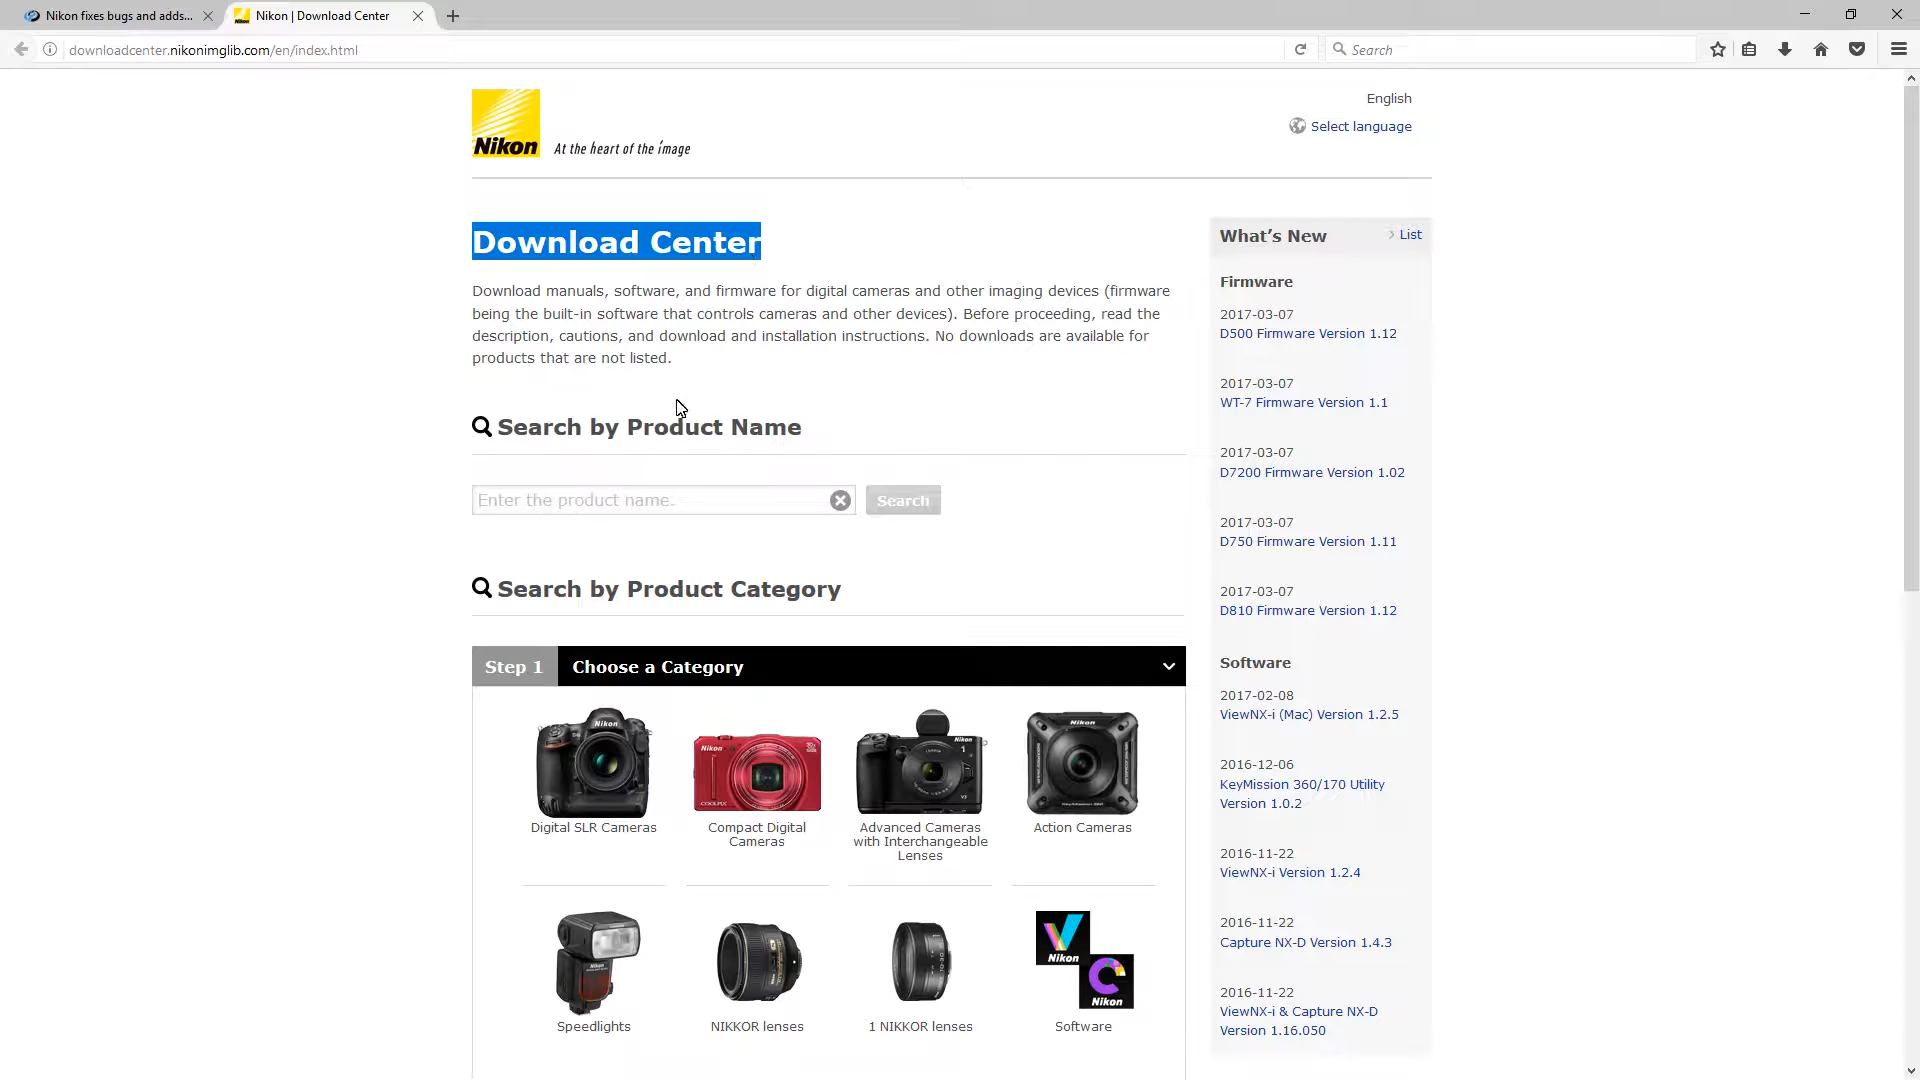 Nikon fixes bugs and adds...
Nikon | Download Center
downloadcenter.nikonimglib.com/en/index.html
Search
Nikon
At the heart of the image
English
Select language
Download Center
Download manuals, software, and firmware for digital cameras and other imaging devices (firmware
being the built-in software that controls cameras and other devices). Before proceeding, read the
description, cautions, and download and installation instructions. No downloads are available for
products that are not listed.
Search by Product Name
Enter the product name.
Search
Search by Product Category
Step 1
Choose a Category
Nikon
Nikon
COOLPIX
Nikon
1
V3
Nikon
Digital SLR Cameras
Compact Digital
Cameras
Advanced Cameras
with Interchangeable
Lenses
Action Cameras
Nikon
Nikon
Nikon
Speedlights
NIKKOR lenses
1 NIKKOR lenses
Software
What's New
List
Firmware
2017-03-07
D500 Firmware Version 1.12
2017-03-07
WT-7 Firmware Version 1.1
2017-03-07
D7200 Firmware Version 1.02
2017-03-07
D750 Firmware Version 1.11
2017-03-07
D810 Firmware Version 1.12
Software
2017-02-08
ViewNX-i (Mac) Version 1.2.5
2016-12-06
KeyMission 360/170 Utility
Version 1.0.2
2016-11-22
ViewNX-i Version 1.2.4
2016-11-22
Capture NX-D Version 1.4.3
2016-11-22
ViewNX-i & Capture NX-D
Version 1.16.050